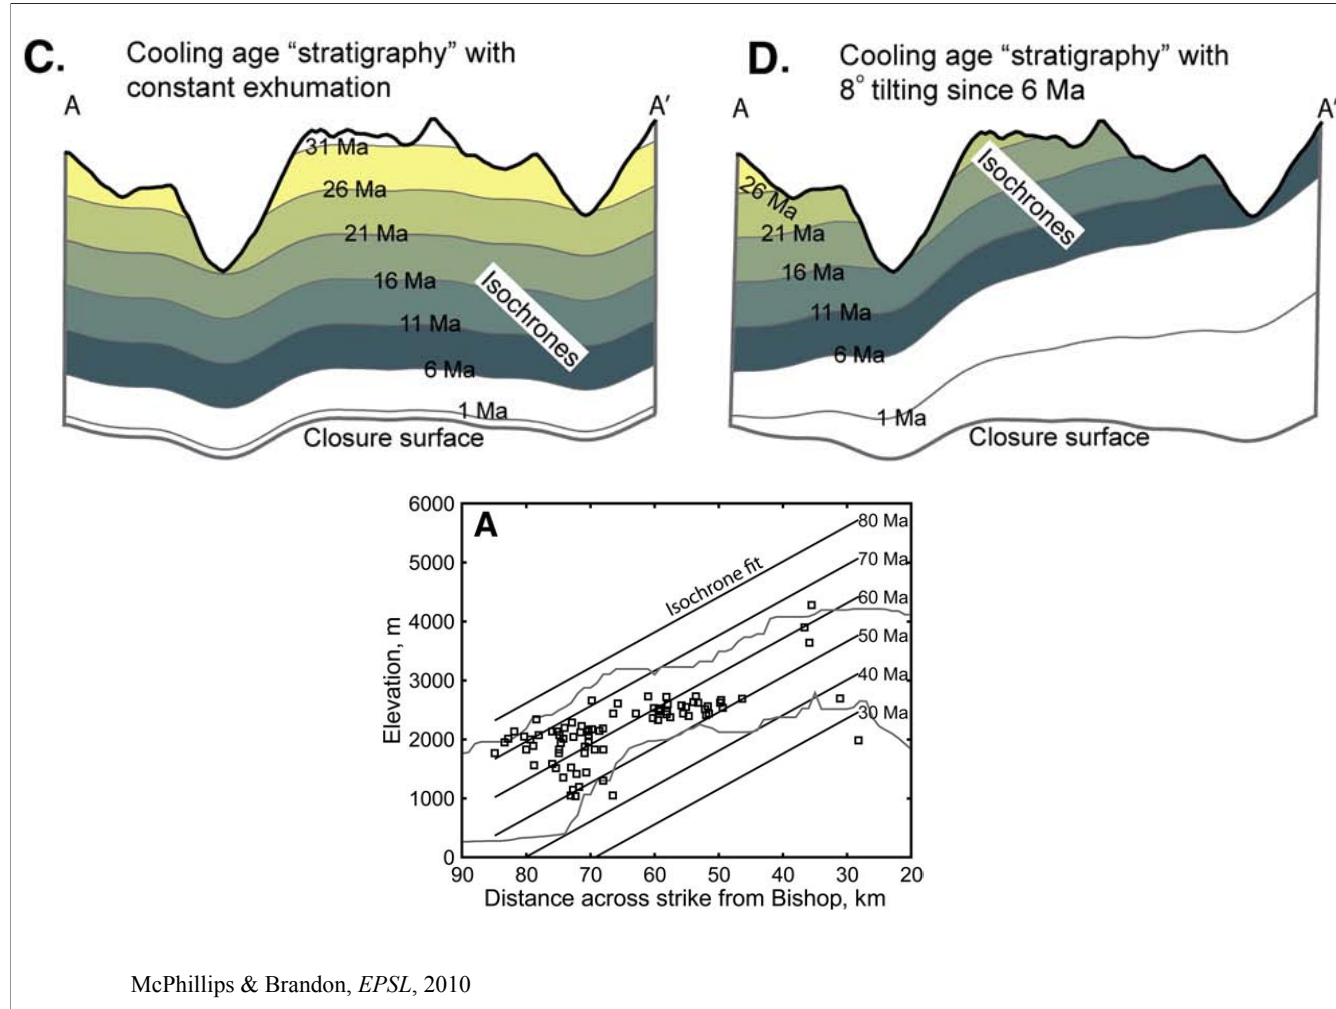 C.
Cooling age “stratigraphy” with
constant exhumation
A
A′
31 Ma
26 Ma
21 Ma
16 Ma
11 Ma
6 Ma
1 Ma
Isochrones
Closure surface
D.
Cooling age “stratigraphy” with
8° tilting since 6 Ma
A
A′
26 Ma
21 Ma
16 Ma
11 Ma
6 Ma
1 Ma
Isochrones
Closure surface
A
6000
5000
4000
3000
2000
1000
0
Elevation, m
Isochrone fit
80 Ma
70 Ma
60 Ma
50 Ma
40 Ma
30 Ma
90 80 70 60 50 40 30 20
Distance across strike from Bishop, km
McPhillips & Brandon, EPSL, 2010